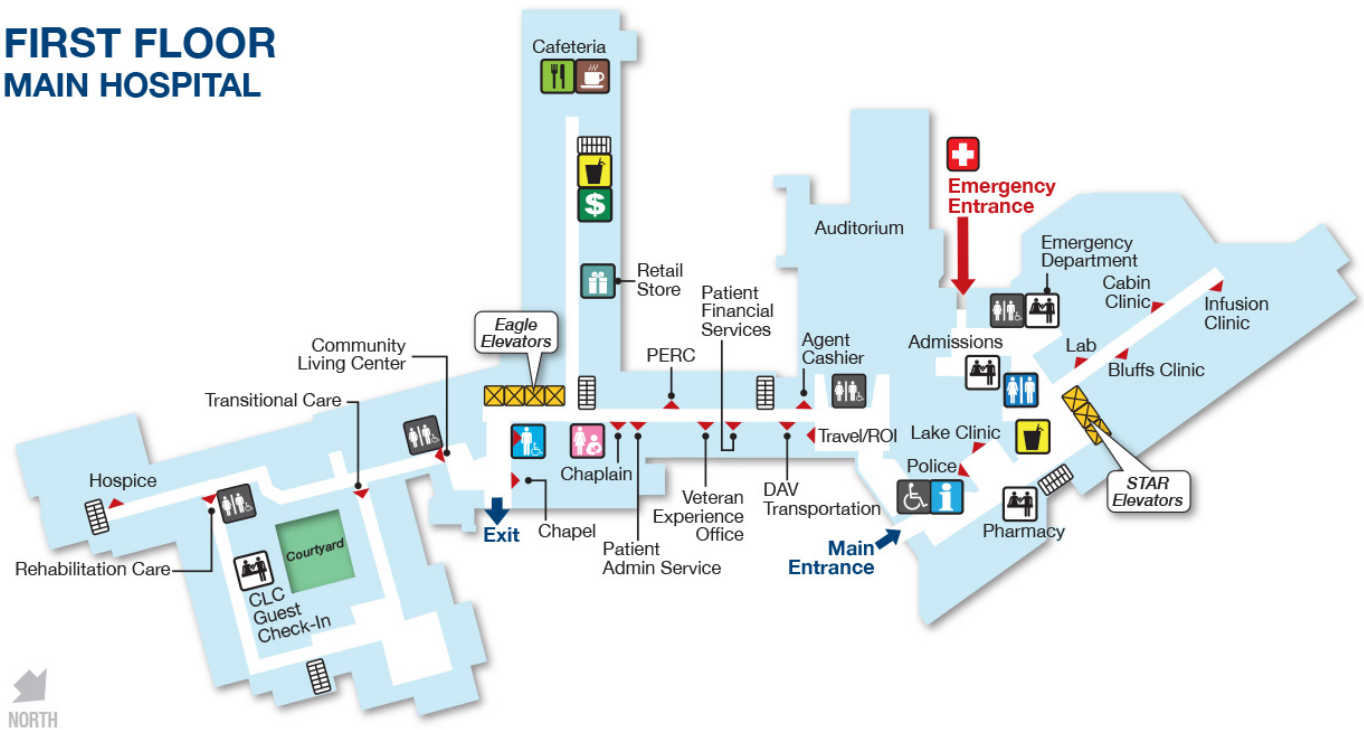 FIRST FLOOR
MAIN HOSPITAL
Cafeteria
$
Retail
Store
Eagle
Elevators
Community
Living Center
Transitional Care
Hospice
Rehabilitation Care
Courtyard
CLC
Guest
Check-In
Exit
Chapel
Chaplain
Patient
Admin Service
PERC
Patient
Financial
Services
Veteran
Experience
Office
Agent
Cashier
DAV
Transportation
Travel/ROI
Auditorium
Emergency
Entrance
Emergency
Department
Admissions
Cabin
Clinic
Infusion
Clinic
Lab
Bluffs Clinic
Lake Clinic
Police
i
STAR
Elevators
Pharmacy
Main
Entrance
NORTH